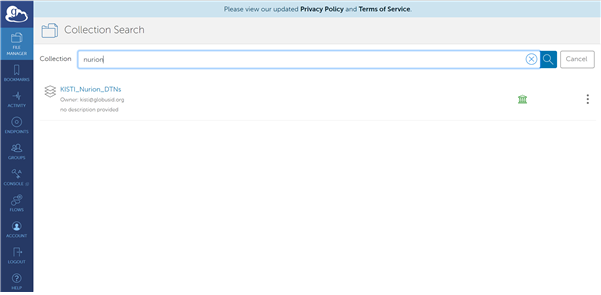 Please view our updated Privacy Policy and Terms of Service.
Collection Search
FILE MANAGER
Collection
nurion
Cancel
BOOKMARKS
KISTI_Nurion_DTNs
Owner: kisti@globusid.org
no description provided
ACTIVITY
ENDPOINTS
GROUPS
CONSOLE
FLOWS
ACCOUNT
LOGOUT
HELP